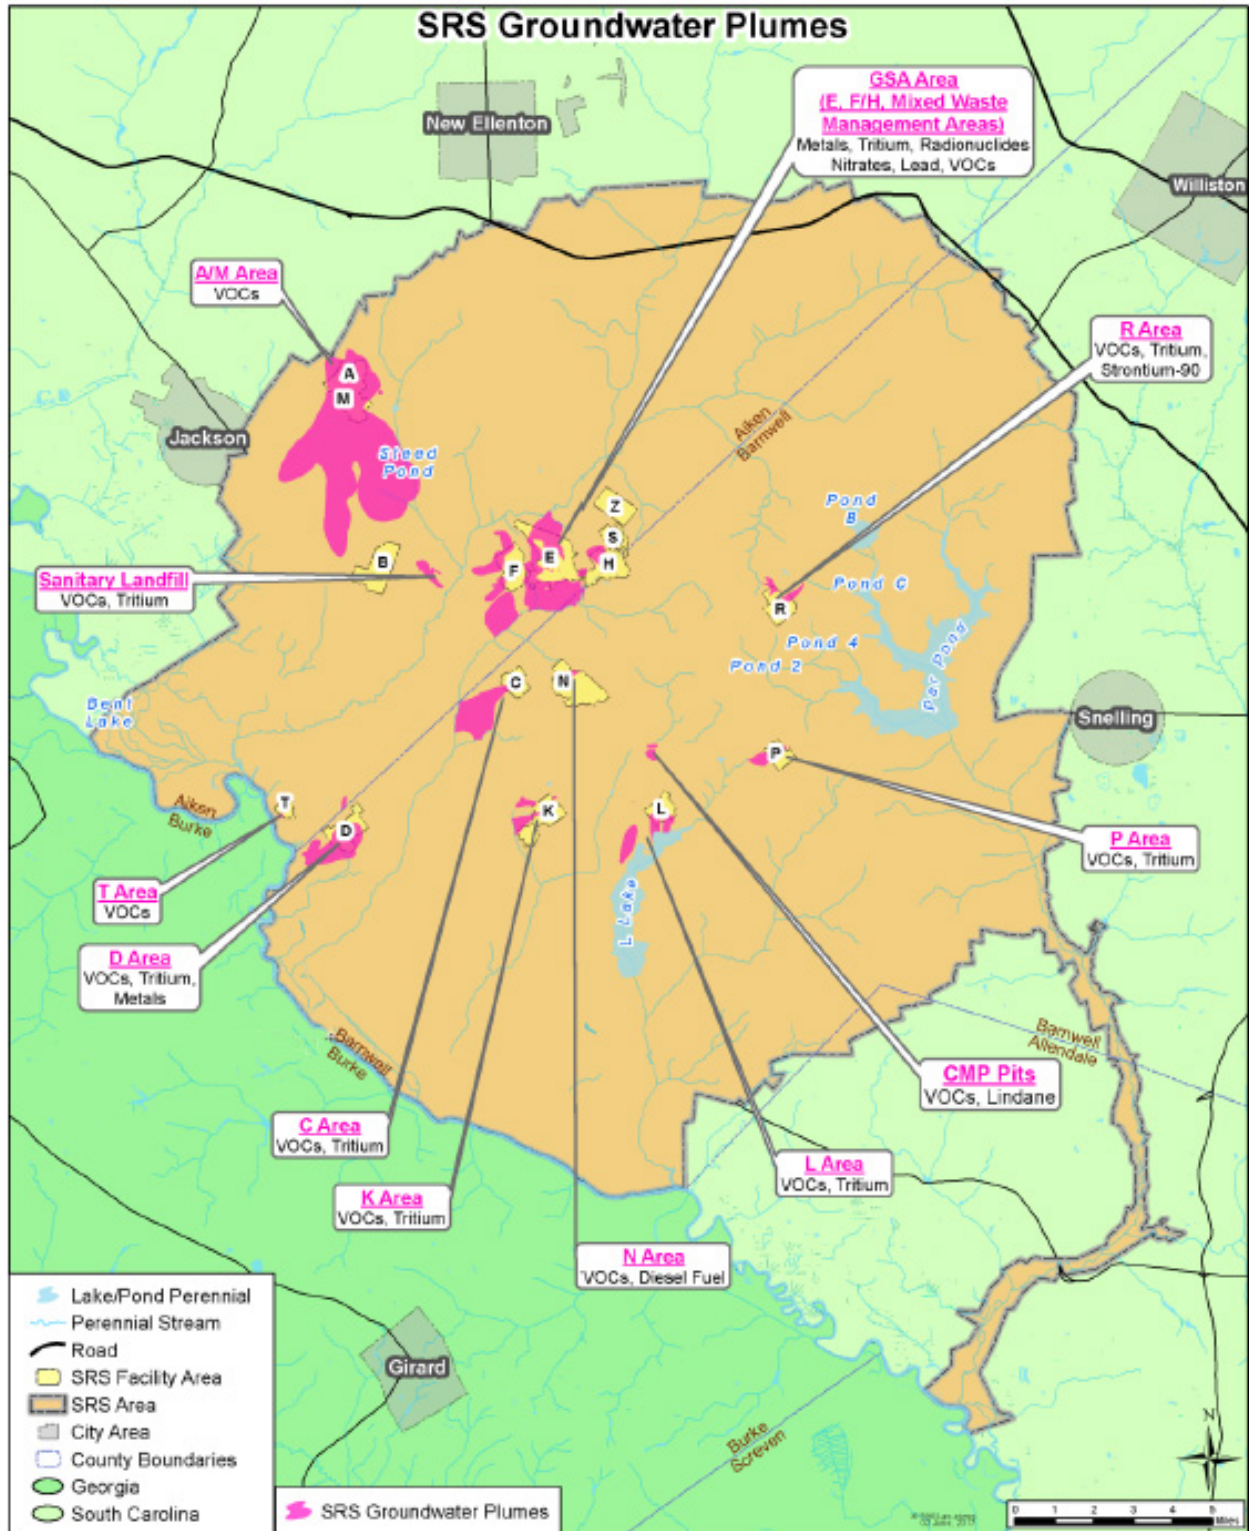 SRS Groundwater Plumes
GSA Area
(E, F/H, Mixed Waste
Management Areas)
Metals, Tritium, Radionuclides
Nitrates, Lead, VOCs
New Ellenton
Williston
A/M Area
VOCs
R Area
VOCs, Tritium,
Strontium-90
A
M
Jackson
Steed
Pond
Aiken
Barnwell
Pond
B
Z
S
E
H
F
B
Sanitary Landfill
VOCs, Tritium
Pond C
R
Pond 4
Pond 2
Par Pond
Bent
Lake
C
N
Snelling
P
Aiken
Burke
T
D
K
L
P Area
VOCs, Tritium
T Area
VOCs
L Lake
D Area
VOCs, Tritium,
Metals
Barnwell
Burke
Barnwell
Allendale
CMP Pits
VOCs, Lindane
C Area
VOCs, Tritium
L Area
VOCs, Tritium
K Area
VOCs, Tritium
N Area
VOCs, Diesel Fuel
Lake/Pond Perennial
Perennial Stream
Road
SRS Facility Area
SRS Area
City Area
County Boundaries
Georgia
South Carolina
SRS Groundwater Plumes
Girard
Burke
Screven
N
0 1 2 3 4 5
Miles